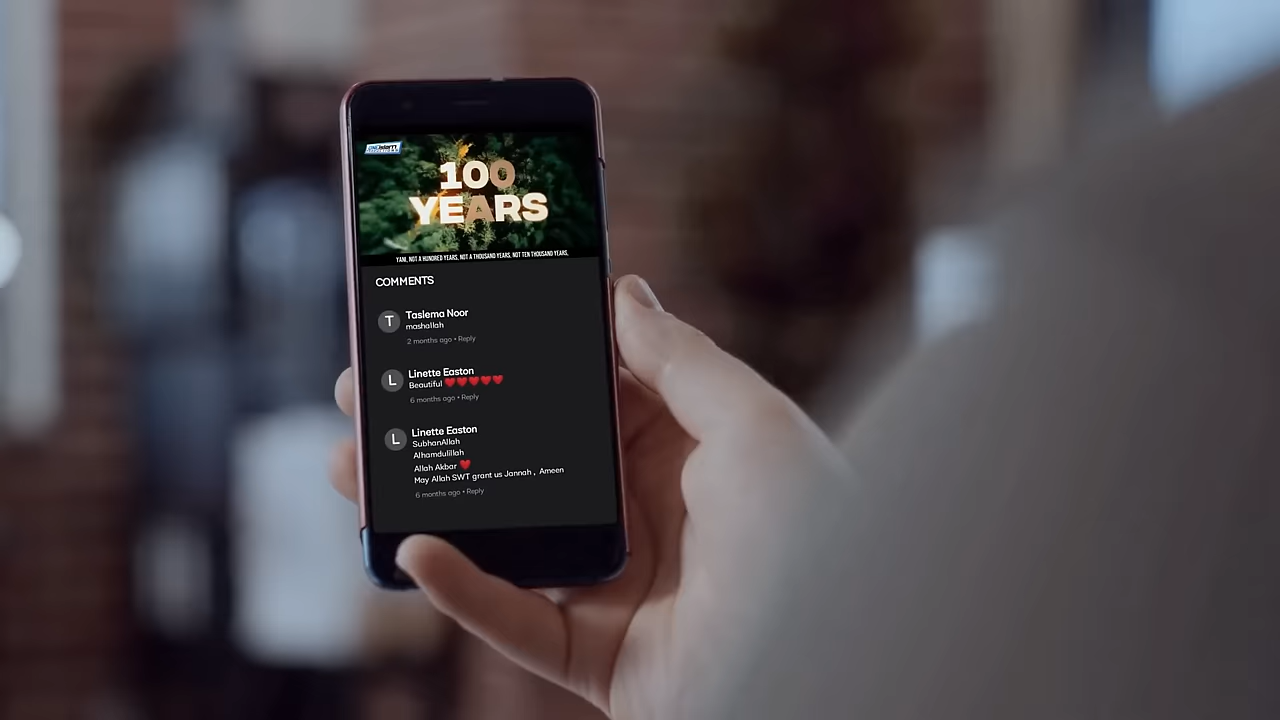 100
YEARS
YANI, NOT A HUNDRED YEARS, NOT A THOUSAND YEARS, NOT TEN THOUSAND YEARS,
COMMENTS
T
Taslema Noor
mashallah
2 months ago • Reply
L
Linette Easton
Beautiful ❤️❤️❤️❤️❤️
6 months ago • Reply
L
Linette Easton
SubhanAllah
Alhamdulillah
Allah Akbar ❤️
May Allah SWT grant us Jannah , Ameen
6 months ago • Reply